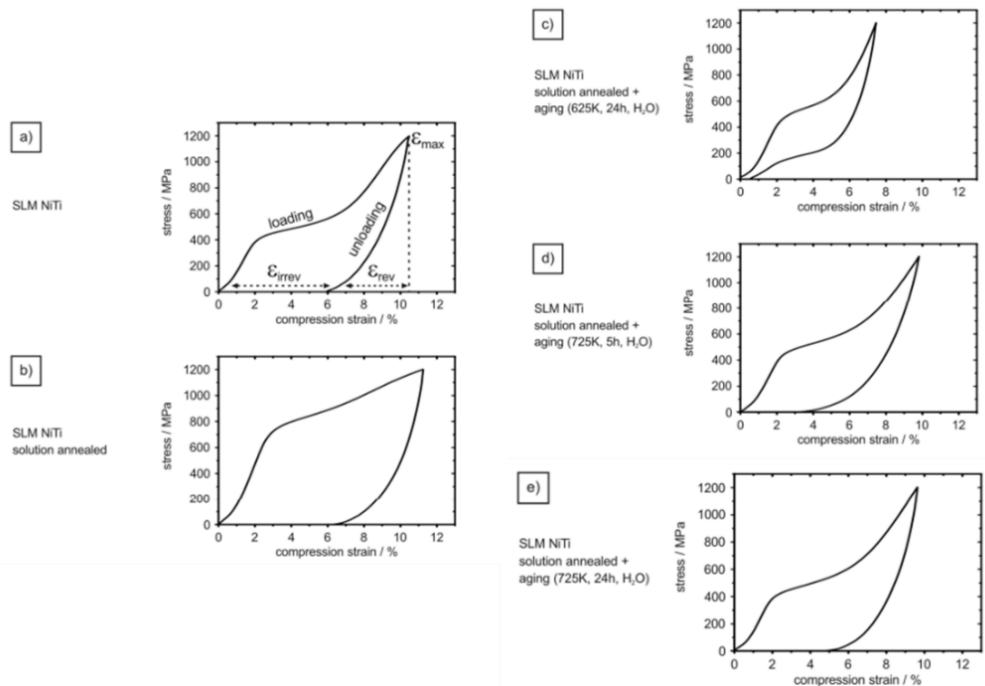 a)
SLM NiTi
stress / MPa
1200
1000
800
600
400
200
0
loading
unloading
εmax
εirrev
εrev
0 2 4 6 8 10 12
compression strain / %
b)
SLM NiTi
solution annealed
stress / MPa
1200
1000
800
600
400
200
0
0 2 4 6 8 10 12
compression strain / %
c)
SLM NiTi
solution annealed +
aging (625K, 24h, H₂O)
stress / MPa
1200
1000
800
600
400
200
0
0 2 4 6 8 10 12
compression strain / %
d)
SLM NiTi
solution annealed +
aging (725K, 5h, H₂O)
stress / MPa
1200
1000
800
600
400
200
0
0 2 4 6 8 10 12
compression strain / %
e)
SLM NiTi
solution annealed +
aging (725K, 24h, H₂O)
stress / MPa
1200
1000
800
600
400
200
0
0 2 4 6 8 10 12
compression strain / %